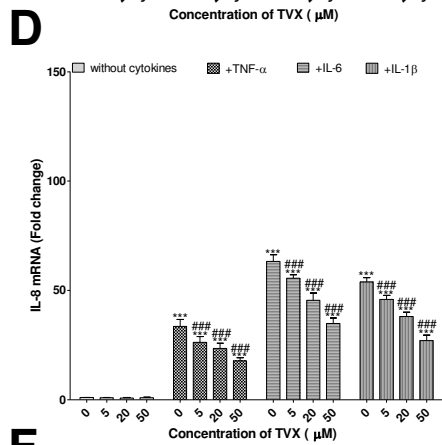 Concentration of TVX ( μM)
D
without cytokines +TNF-α +IL-6 +IL-1β
150
100
50
0
IL-8 mRNA (Fold change)
*** ### *** ### *** ### ***
*** ### *** ### *** ### ***
*** ### *** ### *** ### ***
0 5 20 50 0 5 20 50 0 5 20 50 0 5 20 50
Concentration of TVX ( μM)